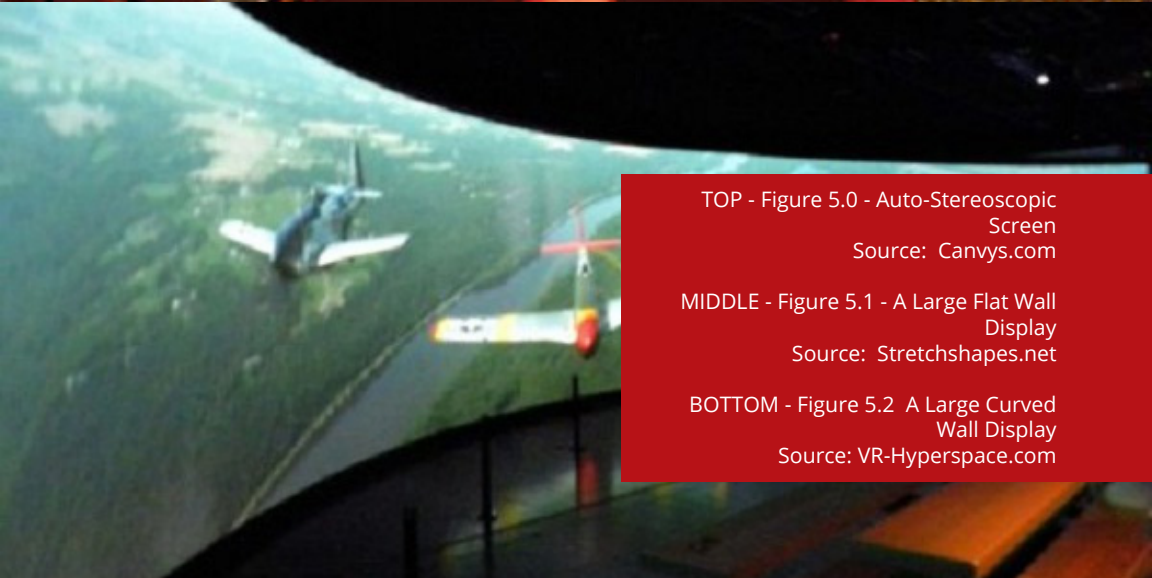 TOP - Figure 5.0 - Auto-Stereoscopic
Screen
Source:  Canvys.com
MIDDLE - Figure 5.1 - A Large Flat Wall
Display
Source:  Stretchshapes.net
BOTTOM - Figure 5.2  A Large Curved
Wall Display
Source: VR-Hyperspace.com